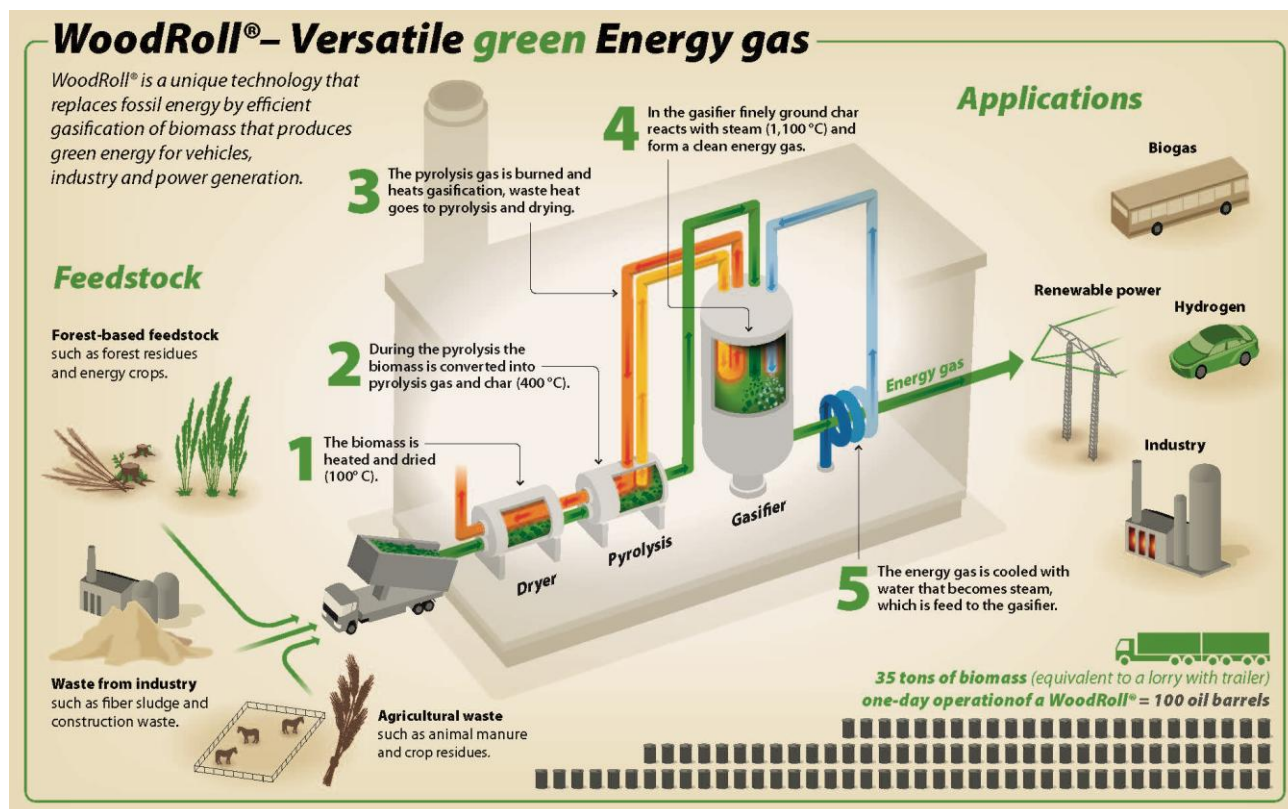 WoodRoll®– Versatile green Energy gas
WoodRoll® is a unique technology that
replaces fossil energy by efficient
gasification of biomass that produces
green energy for vehicles,
industry and power generation.
Feedstock
Forest-based feedstock
such as forest residues
and energy crops.
Waste from industry
such as fiber sludge and
construction waste.
Agricultural waste
such as animal manure
and crop residues.
1
The biomass is
heated and dried
(100° C).
2
During the pyrolysis the
biomass is converted into
pyrolysis gas and char (400 °C).
3
The pyrolysis gas is burned and
heats gasification, waste heat
goes to pyrolysis and drying.
4
In the gasifier finely ground char
reacts with steam (1,100 °C) and
form a clean energy gas.
Dryer
Pyrolysis
Gasifier
Energy gas
5
The energy gas is cooled with
water that becomes steam,
which is feed to the gasifier.
Applications
Biogas
Renewable power
Hydrogen
Industry
35 tons of biomass (equivalent to a lorry with trailer)
one-day operationof a WoodRoll® = 100 oil barrels